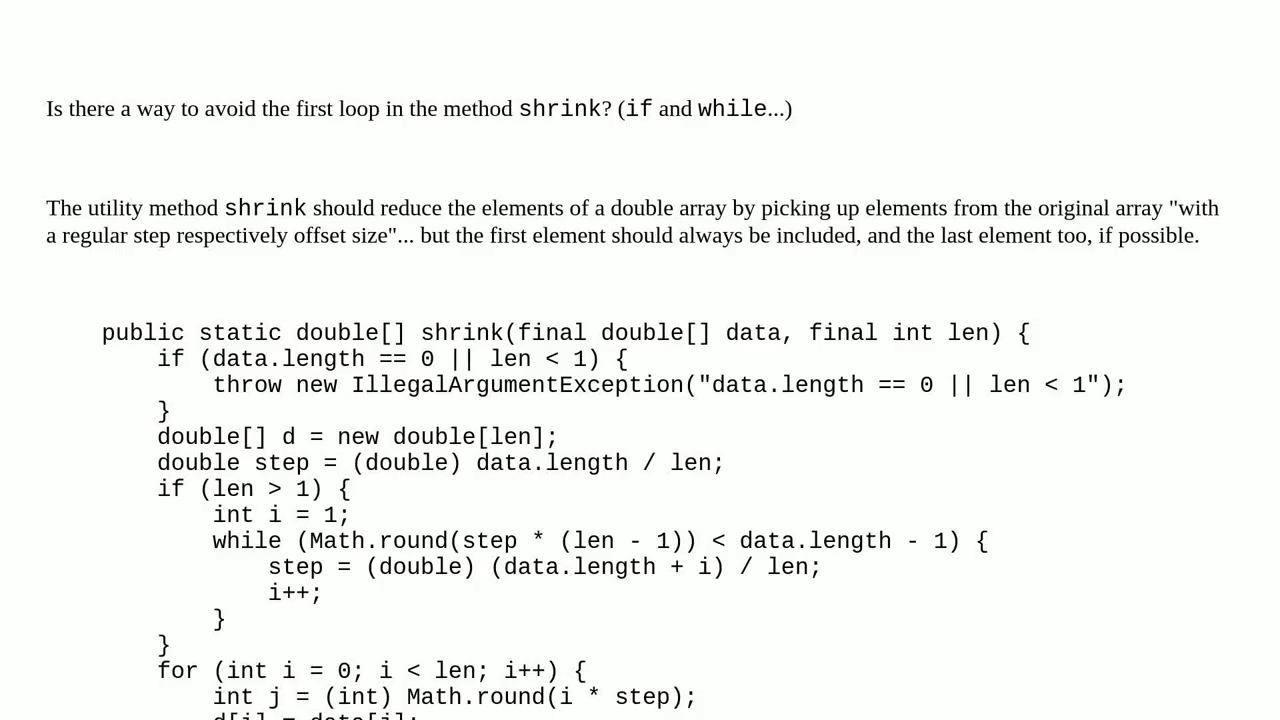 Is there a way to avoid the first loop in the method shrink? (if and while...)
The utility method shrink should reduce the elements of a double array by picking up elements from the original array "with
a regular step respectively offset size"... but the first element should always be included, and the last element too, if possible.
public static double[] shrink(final double[] data, final int len) {
if (data.length == 0 || len < 1) {
throw new IllegalArgumentException("data.length == 0 || len < 1");
}
double[] d = new double[len];
double step = (double) data.length / len;
if (len > 1) {
int i = 1;
while (Math.round(step * (len - 1)) < data.length - 1) {
step = (double) (data.length + i) / len;
i++;
}
}
for (int i = 0; i < len; i++) {
int j = (int) Math.round(i * step);
d[i] = data[j];